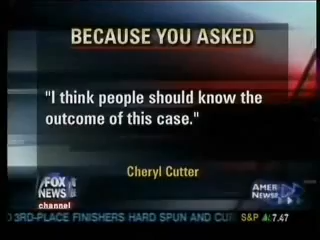 BECAUSE YOU ASKED
"I think people should know the
outcome of this case."
Cheryl Cutter
FOX
NEWS
channel
AMER
NEWS
3RD-PLACE FINISHERS HARD SPUN AND CUR
S&P 7.47